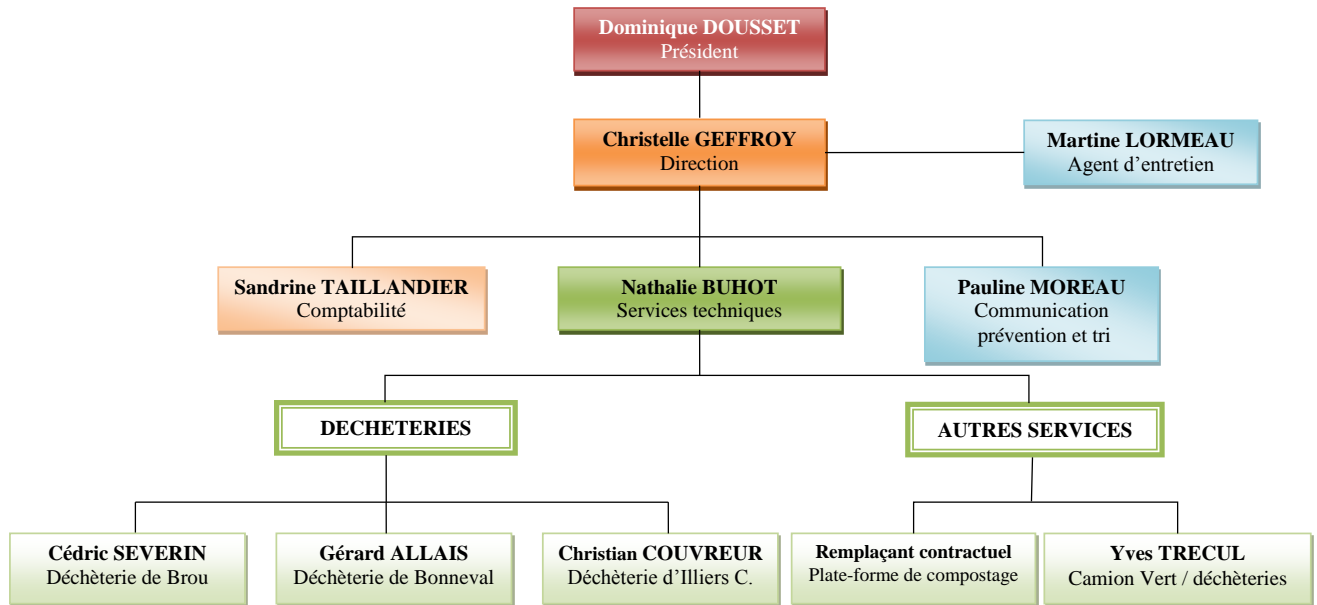 Dominique DOUSSET
Président
Christelle GEFFROY
Direction
Martine LORMEAU
Agent d’entretien
Sandrine TAILLANDIER
Comptabilité
Nathalie BUHOT
Services techniques
Pauline MOREAU
Communication
prévention et tri
DECHETERIES
AUTRES SERVICES
Cédric SEVERIN
Déchèterie de Brou
Gérard ALLAIS
Déchèterie de Bonneval
Christian COUVREUR
Déchèterie d’Illiers C.
Remplaçant contractuel
Plate-forme de compostage
Yves TRECUL
Camion Vert / déchèteries